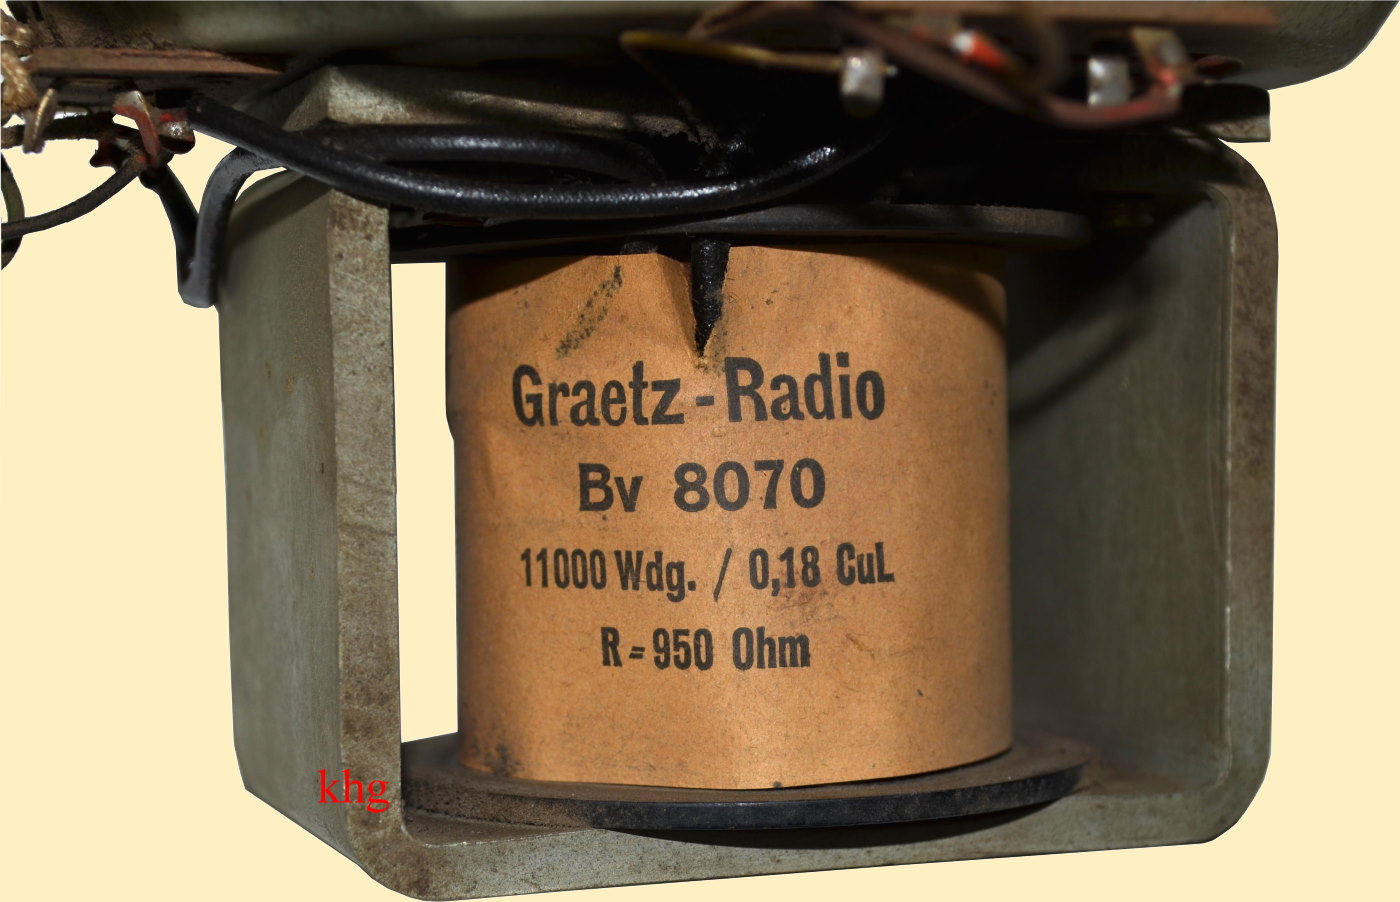 Graetz-Radio
Bv 8070
11000 Wdg. / 0,18 CuL
R = 950 Ohm
khg